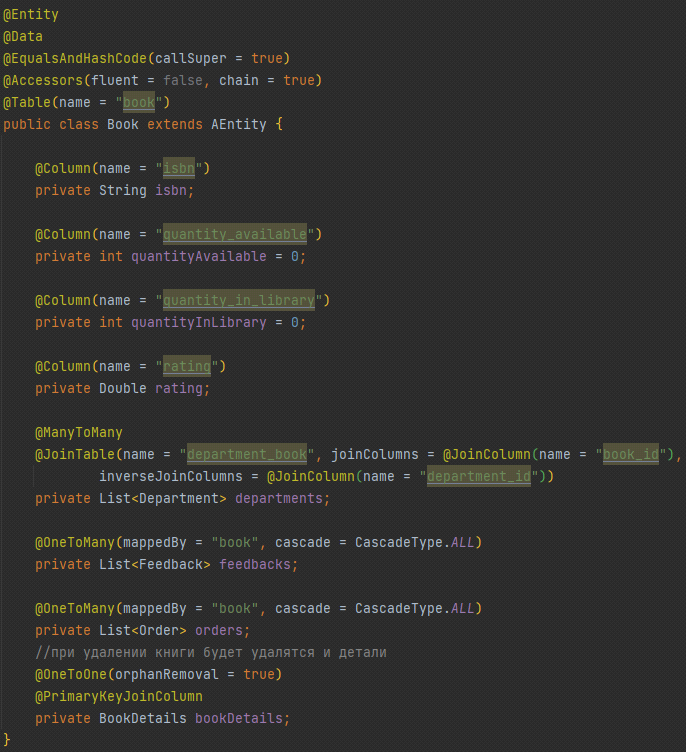 @Entity
@Data
@EqualsAndHashCode(callSuper = true)
@Accessors(fluent = false, chain = true)
@Table(name = "book")
public class Book extends AEntity {
@Column(name = "isbn")
private String isbn;
@Column(name = "quantity_available")
private int quantityAvailable = 0;
@Column(name = "quantity_in_library")
private int quantityInLibrary = 0;
@Column(name = "rating")
private Double rating;
@ManyToMany
@JoinTable(name = "department_book", joinColumns = @JoinColumn(name = "book_id"),
inverseJoinColumns = @JoinColumn(name = "department_id"))
private List<Department> departments;
@OneToMany(mappedBy = "book", cascade = CascadeType.ALL)
private List<Feedback> feedbacks;
@OneToMany(mappedBy = "book", cascade = CascadeType.ALL)
private List<Order> orders;
//при удалении книги будет удалятся и детали
@OneToOne(orphanRemoval = true)
@PrimaryKeyJoinColumn
private BookDetails bookDetails;
}